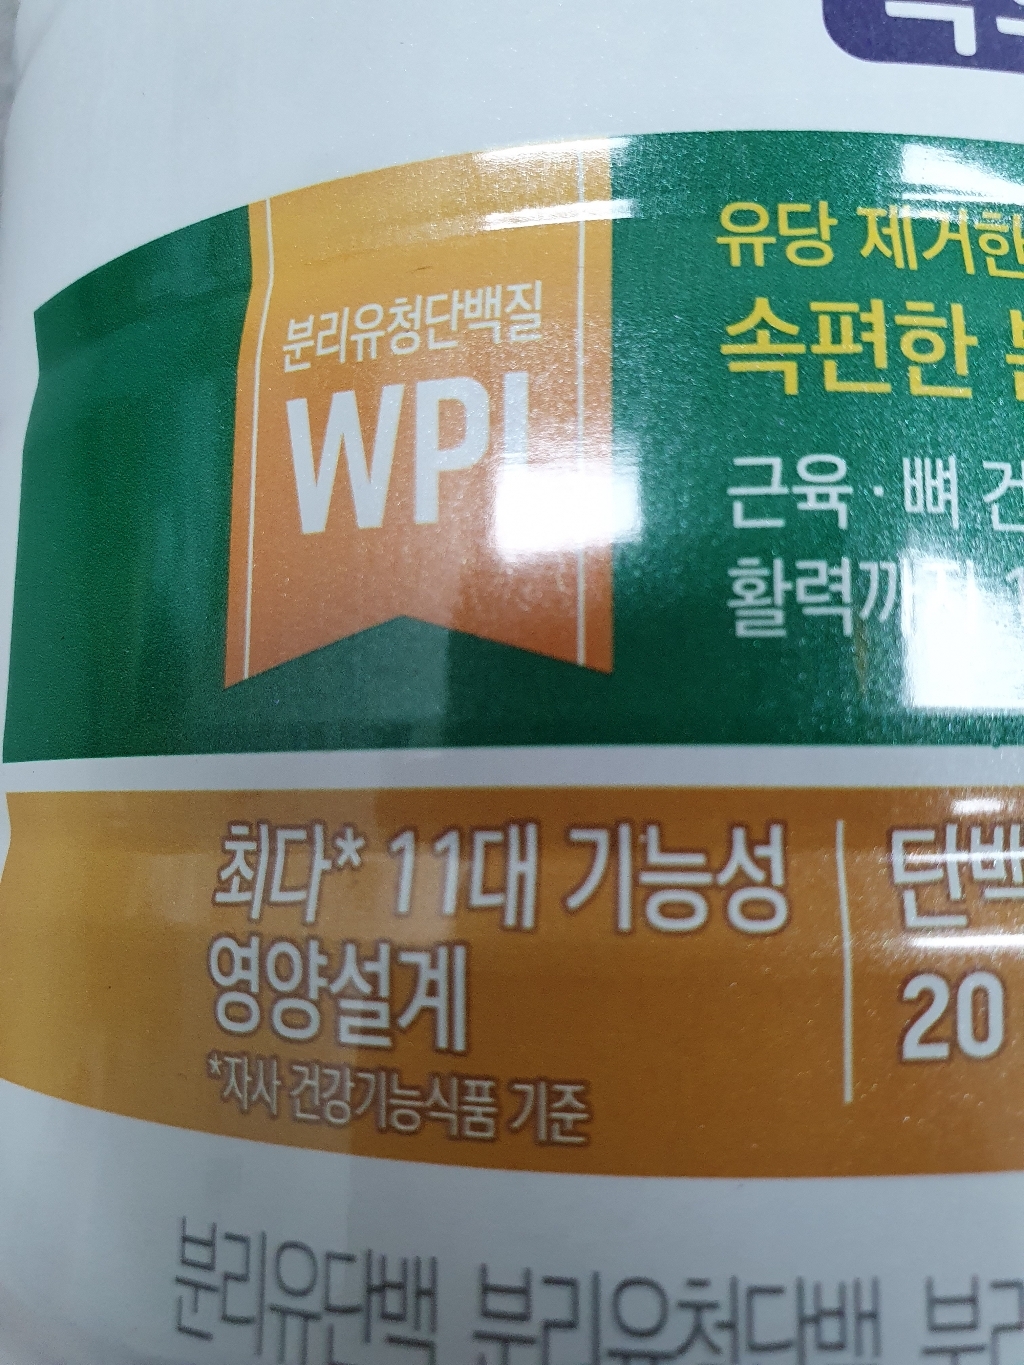 분리유청단백질
WPI
유당 제거한
속편한
근육·뼈
활력까지
최다* 11대 기능성
영양설계
*자사 건강기능식품 기준
단백
20
분리유단백 분리유청단백